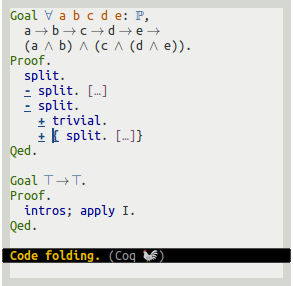 Goal ∀ a b c d e: ℙ,
  a → b → c → d → e →
  (a ∧ b) ∧ (c ∧ (d ∧ e)).
Proof.
  split.
  - split. […]
  - split.
    + trivial.
    + { split. […]}
Qed.

Goal ⊤→⊤.
Proof.
  intros; apply I.
Qed.
Code folding. (Coq 🐓)